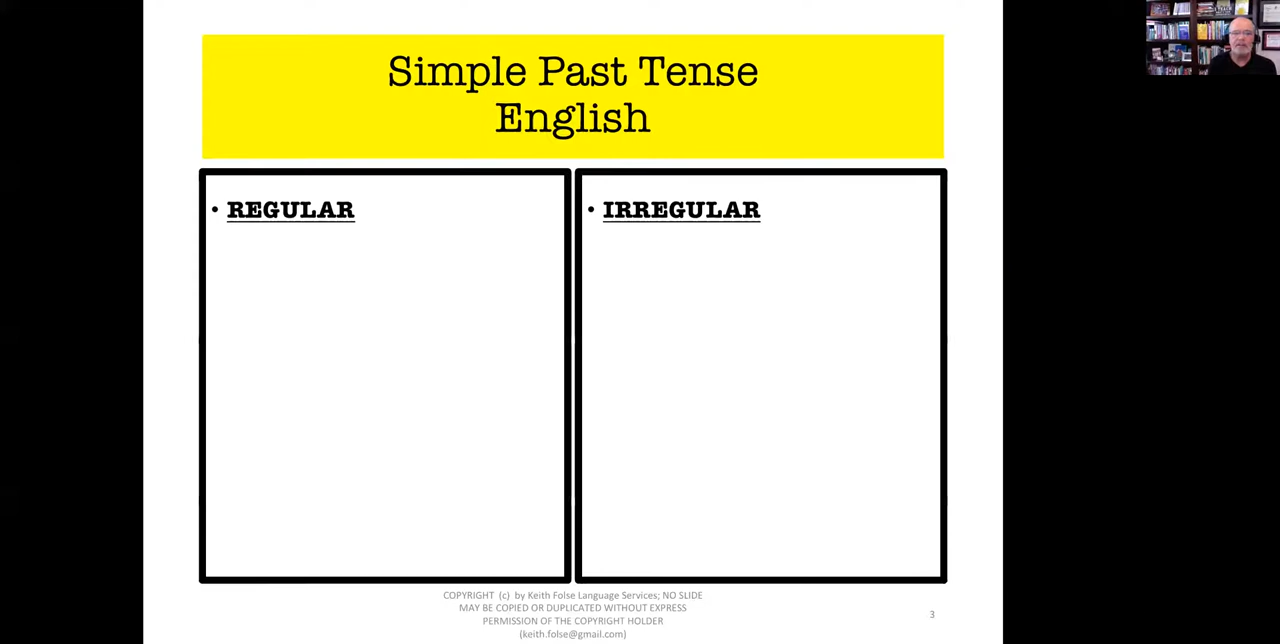 Simple Past Tense
English
• REGULAR
• IRREGULAR
COPYRIGHT (c) by Keith Folse Language Services; NO SLIDE
MAY BE COPIED OR DUPLICATED WITHOUT EXPRESS
PERMISSION OF THE COPYRIGHT HOLDER
(keith.folse@gmail.com)
3